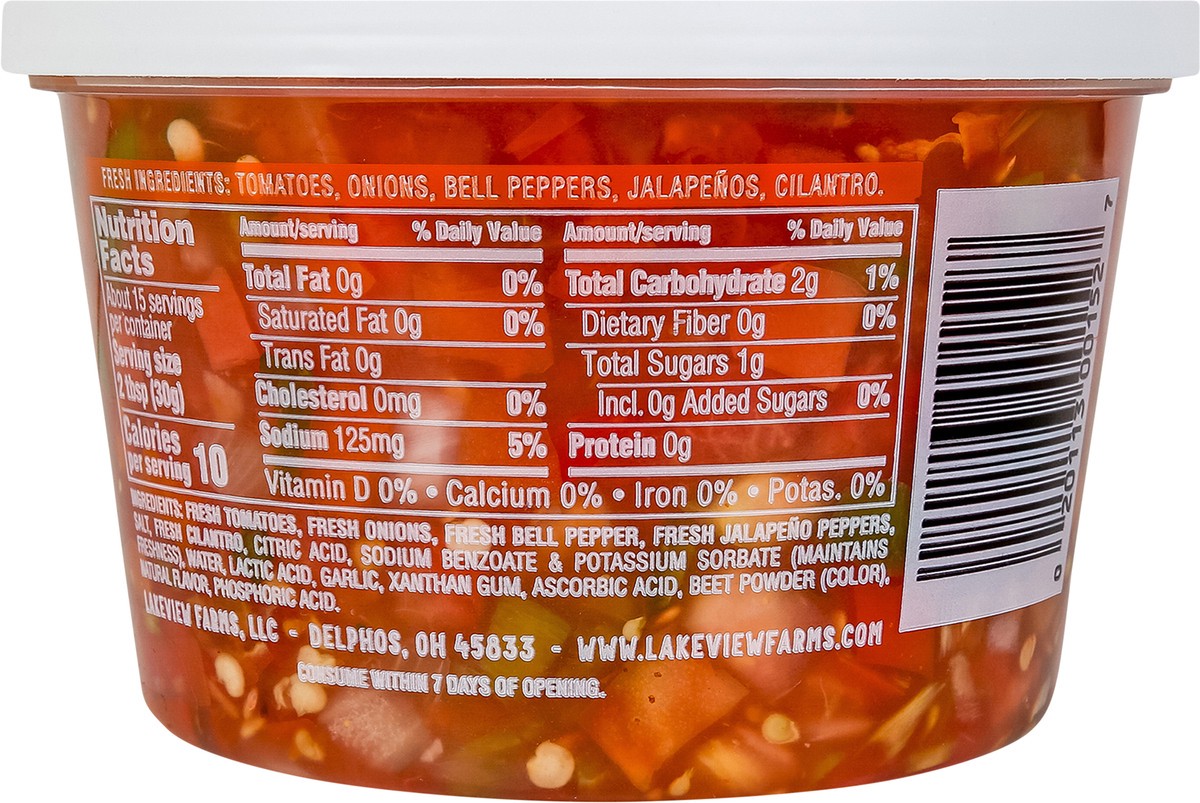 FRESH INGREDIENTS: TOMATOES, ONIONS, BELL PEPPERS, JALAPEÑOS, CILANTRO.
Nutrition
Facts
About 15 servings
per container
Serving size
2 tbsp (30g)
Calories
per serving 10
Amount/serving % Daily Value
Total Fat 0g 0%
Saturated Fat 0g 0%
Trans Fat 0g
Cholesterol 0mg 0%
Sodium 125mg 5%
Amount/serving % Daily Value
Total Carbohydrate 2g 1%
Dietary Fiber 0g 0%
Total Sugars 1g
Incl. 0g Added Sugars 0%
Protein 0g
Vitamin D 0% • Calcium 0% • Iron 0% • Potas. 0%
INGREDIENTS: FRESH TOMATOES, FRESH ONIONS, FRESH BELL PEPPER, FRESH JALAPEÑO PEPPERS,
SALT, FRESH CILANTRO, CITRIC ACID, SODIUM BENZOATE & POTASSIUM SORBATE (MAINTAINS
FRESHNESS), WATER, LACTIC ACID, GARLIC, XANTHAN GUM, ASCORBIC ACID, BEET POWDER (COLOR),
NATURAL FLAVOR, PHOSPHORIC ACID.
LAKEVIEW FARMS, LLC - DELPHOS, OH 45833 - WWW.LAKEVIEWFARMS.COM
CONSUME WITHIN 7 DAYS OF OPENING.
0 20113 00152 7